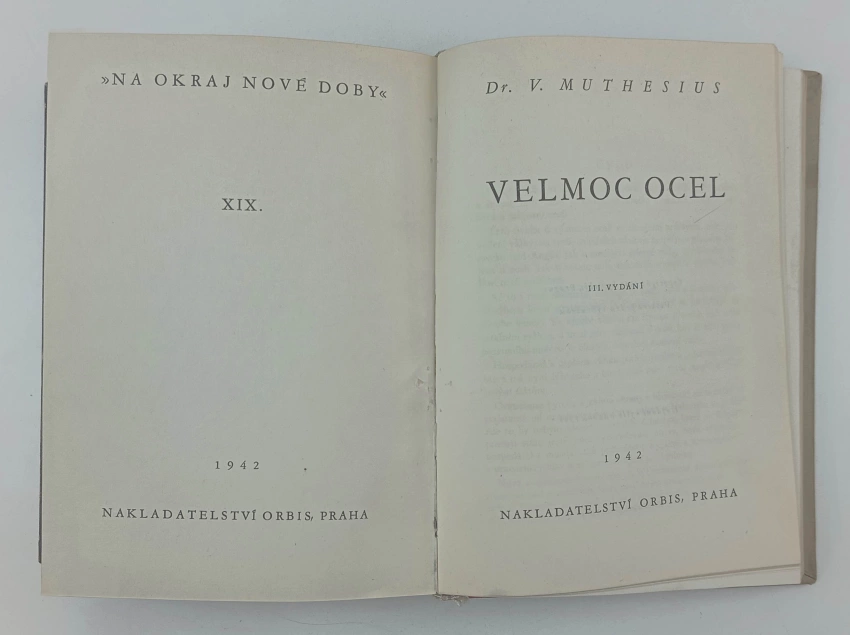 »NA OKRAJ NOVÉ DOBY«
XIX.
1942
NAKLADATELSTVÍ ORBIS, PRAHA
Dr. V. MUTHESIUS
VELMOC OCEL
III. VYDÁNÍ
1942
NAKLADATELSTVÍ ORBIS, PRAHA